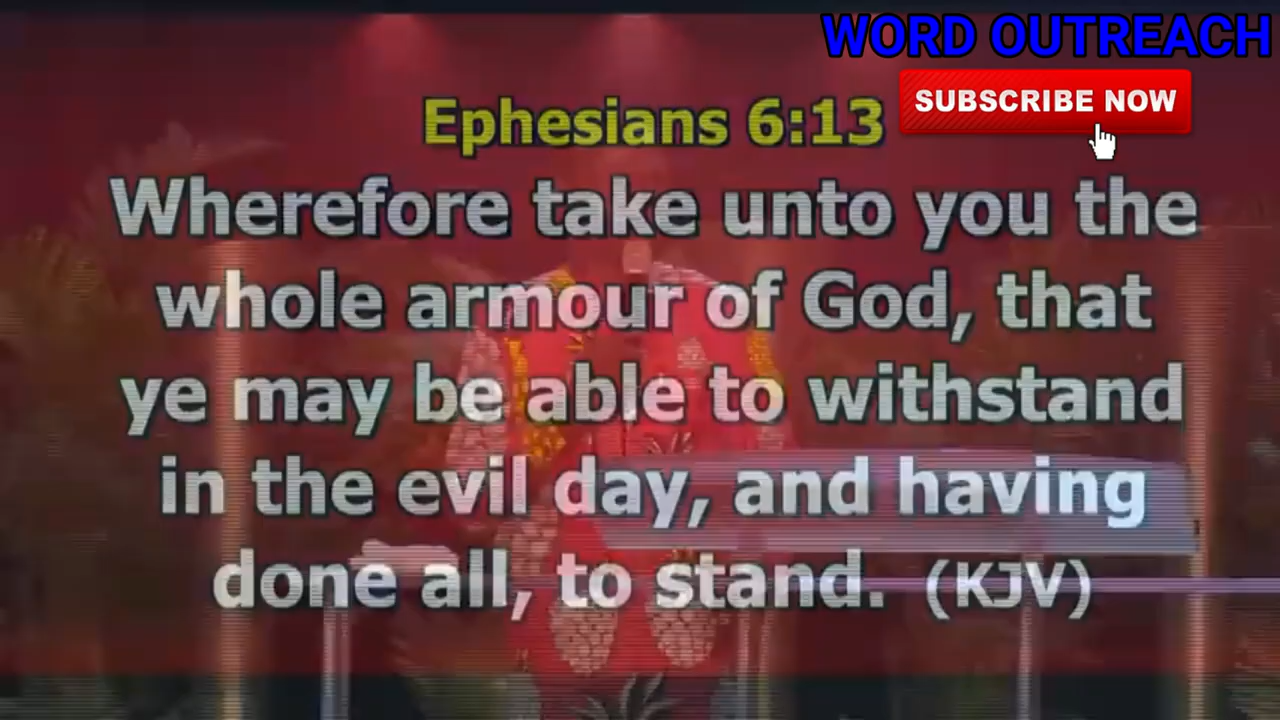 WORD OUTREACH
SUBSCRIBE NOW
Ephesians 6:13
Wherefore take unto you the
whole armour of God, that
ye may be able to withstand
in the evil day, and having
done all, to stand. (KJV)